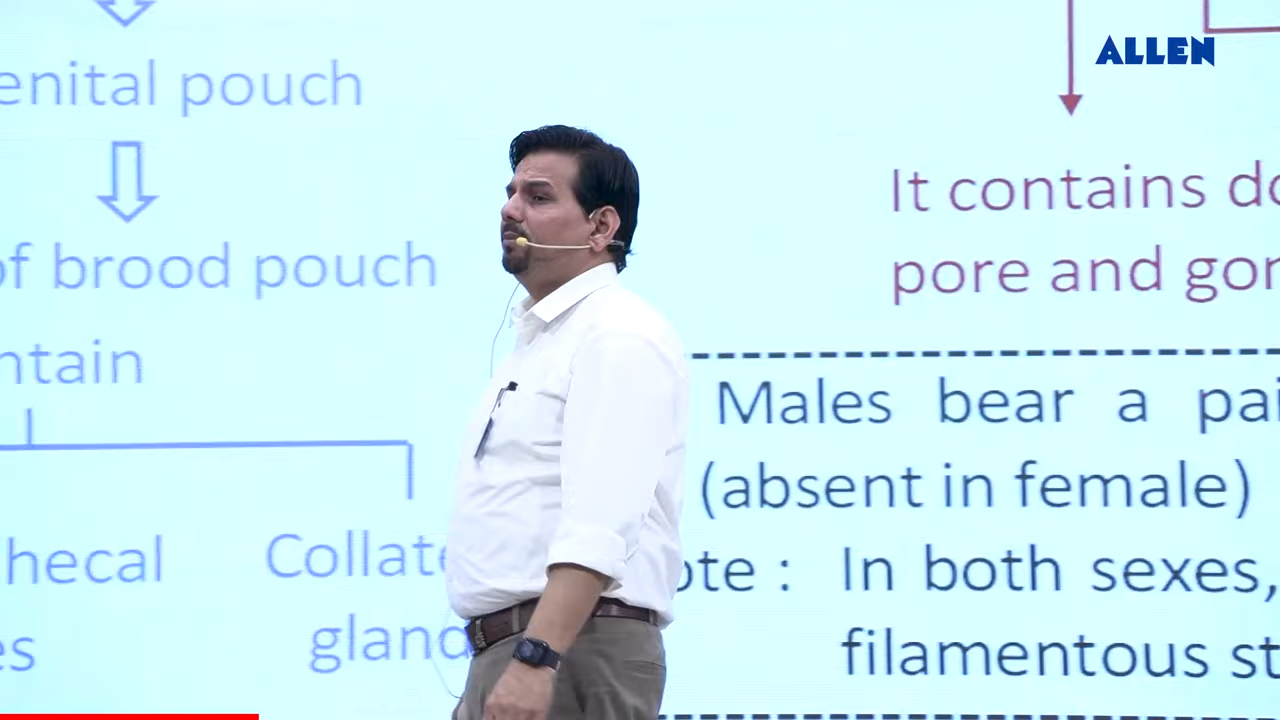 ALLEN
enital pouch
of brood pouch
ntain
hecal
es
Collate
gland
It contains do
pore and gon
Males bear a pai
(absent in female)
ote : In both sexes,
filamentous st